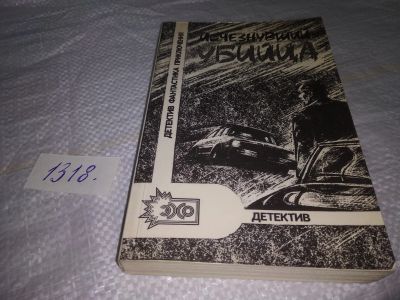 ИСЧЕЗНУВШИЙ
УБИЙЦА
ДЕТЕКТИВ ФАНТАСТИКА ПРИКЛЮЧЕНИЯ
1318.
ЭХО
ДЕТЕКТИВ